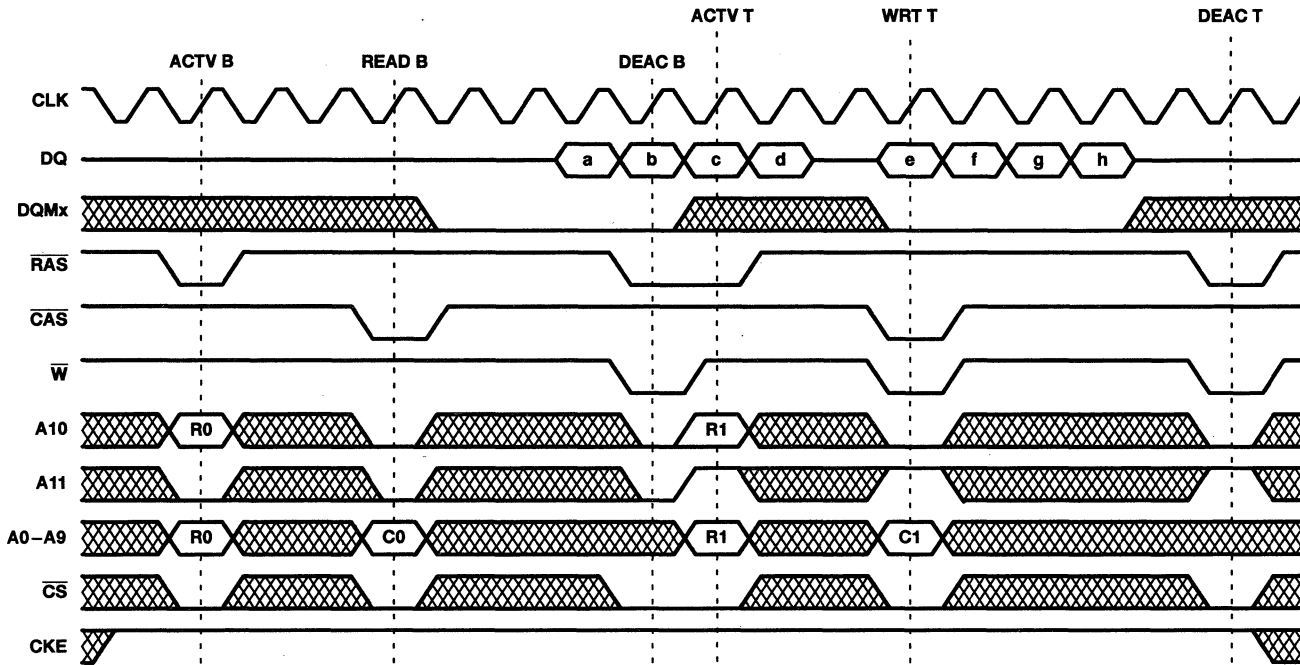 ACTV T WRT T DEAC T
ACTV B READ B DEAC B
CLK
DQ a b c d e f g h
DQMx
RAS
CAS
W
A10 R0 R1
A11
A0–A9 R0 C0 R1 C1
CS
CKE